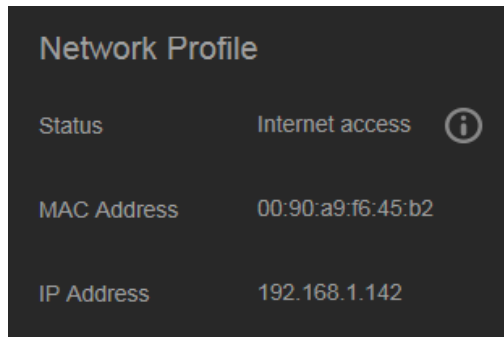 Network Profile
Status Internet access
MAC Address 00:90:a9:f6:45:b2
IP Address 192.168.1.142